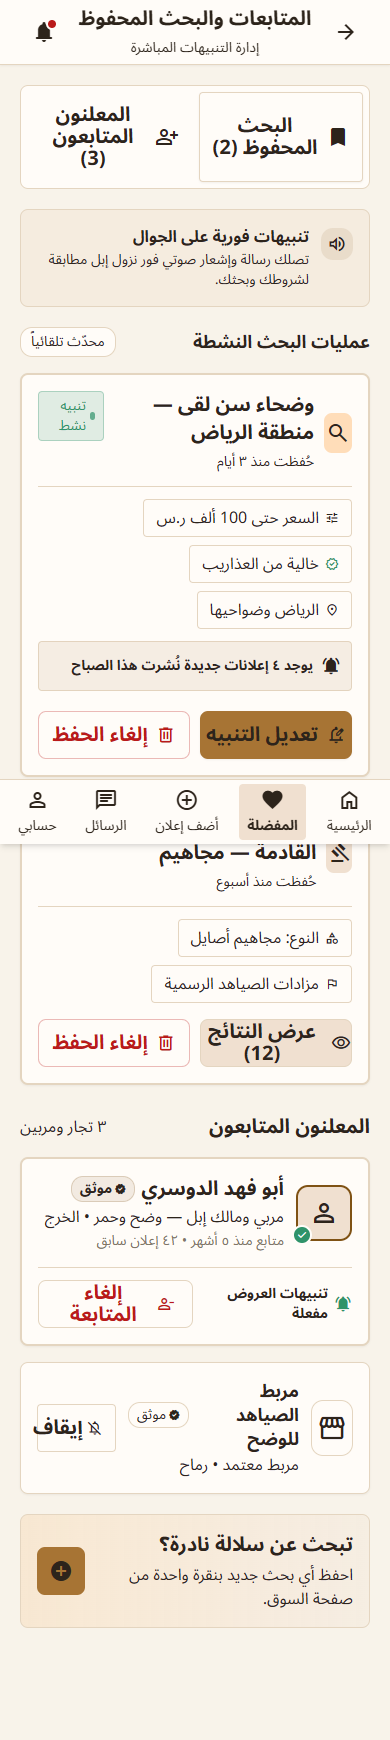 المتابعات والبحث المحفوظ
إدارة التنبيهات المباشرة
البحث
المحفوظ (2)
المعلنون
المتابعون
(3)
تنبيهات فورية على الجوال
تصلك رسالة وإشعار صوتي فور نزول إبل مطابقة
لشروطك وبحثك.
عمليات البحث النشطة
محدّث تلقائياً
وضحاء سن لقى —
منطقة الرياض
حُفظت منذ ٣ أيام
تنبيه
نشط
السعر حتى 100 ألف ر.س
خالية من العذاريب
الرياض وضواحيها
يوجد ٤ إعلانات جديدة نُشرت هذا الصباح
تعديل التنبيه
إلغاء الحفظ
الرئيسية
المفضلة
أضف إعلان
الرسائل
حسابي
القادمة — مجاهيم
حُفظت منذ أسبوع
النوع: مجاهيم أصايل
مزادات الصياهد الرسمية
عرض النتائج
(12)
إلغاء الحفظ
المعلنون المتابعون
٣ تجار ومربين
أبو فهد الدوسري
موثق
مربي ومالك إبل — وضح وحمر • الخرج
متابع منذ ٥ أشهر • ٤٢ إعلان سابق
تنبيهات العروض
مفعلة
إلغاء
المتابعة
مربط
الصياهد
للوضح
موثق
مربط معتمد • رماح
إيقاف
تبحث عن سلالة نادرة؟
احفظ أي بحث جديد بنقرة واحدة من
صفحة السوق.